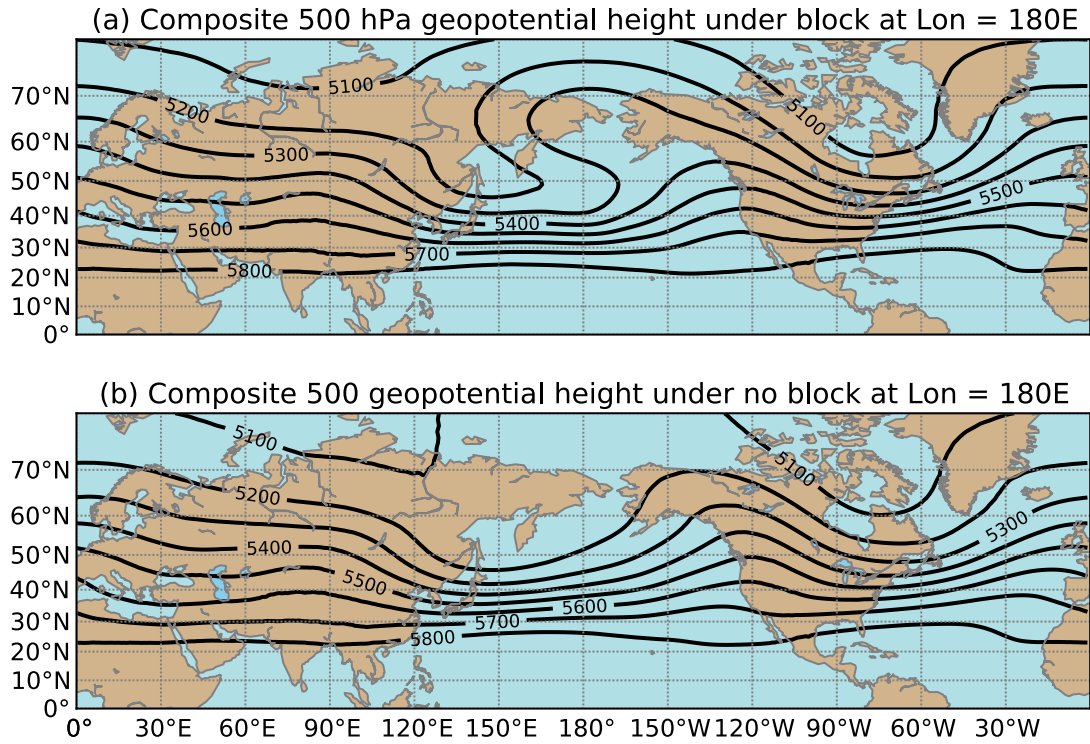 (a) Composite 500 hPa geopotential height under block at Lon = 180E
70°N
60°N
50°N
40°N
30°N
20°N
10°N
0°
5100
5200
5300
5600
5800
5400
5700
5100
5500
(b) Composite 500 geopotential height under no block at Lon = 180E
70°N
60°N
50°N
40°N
30°N
20°N
10°N
0°
5100
5200
5400
5500
5800
5700
5600
5100
5300
0° 30°E 60°E 90°E 120°E 150°E 180° 150°W 120°W 90°W 60°W 30°W